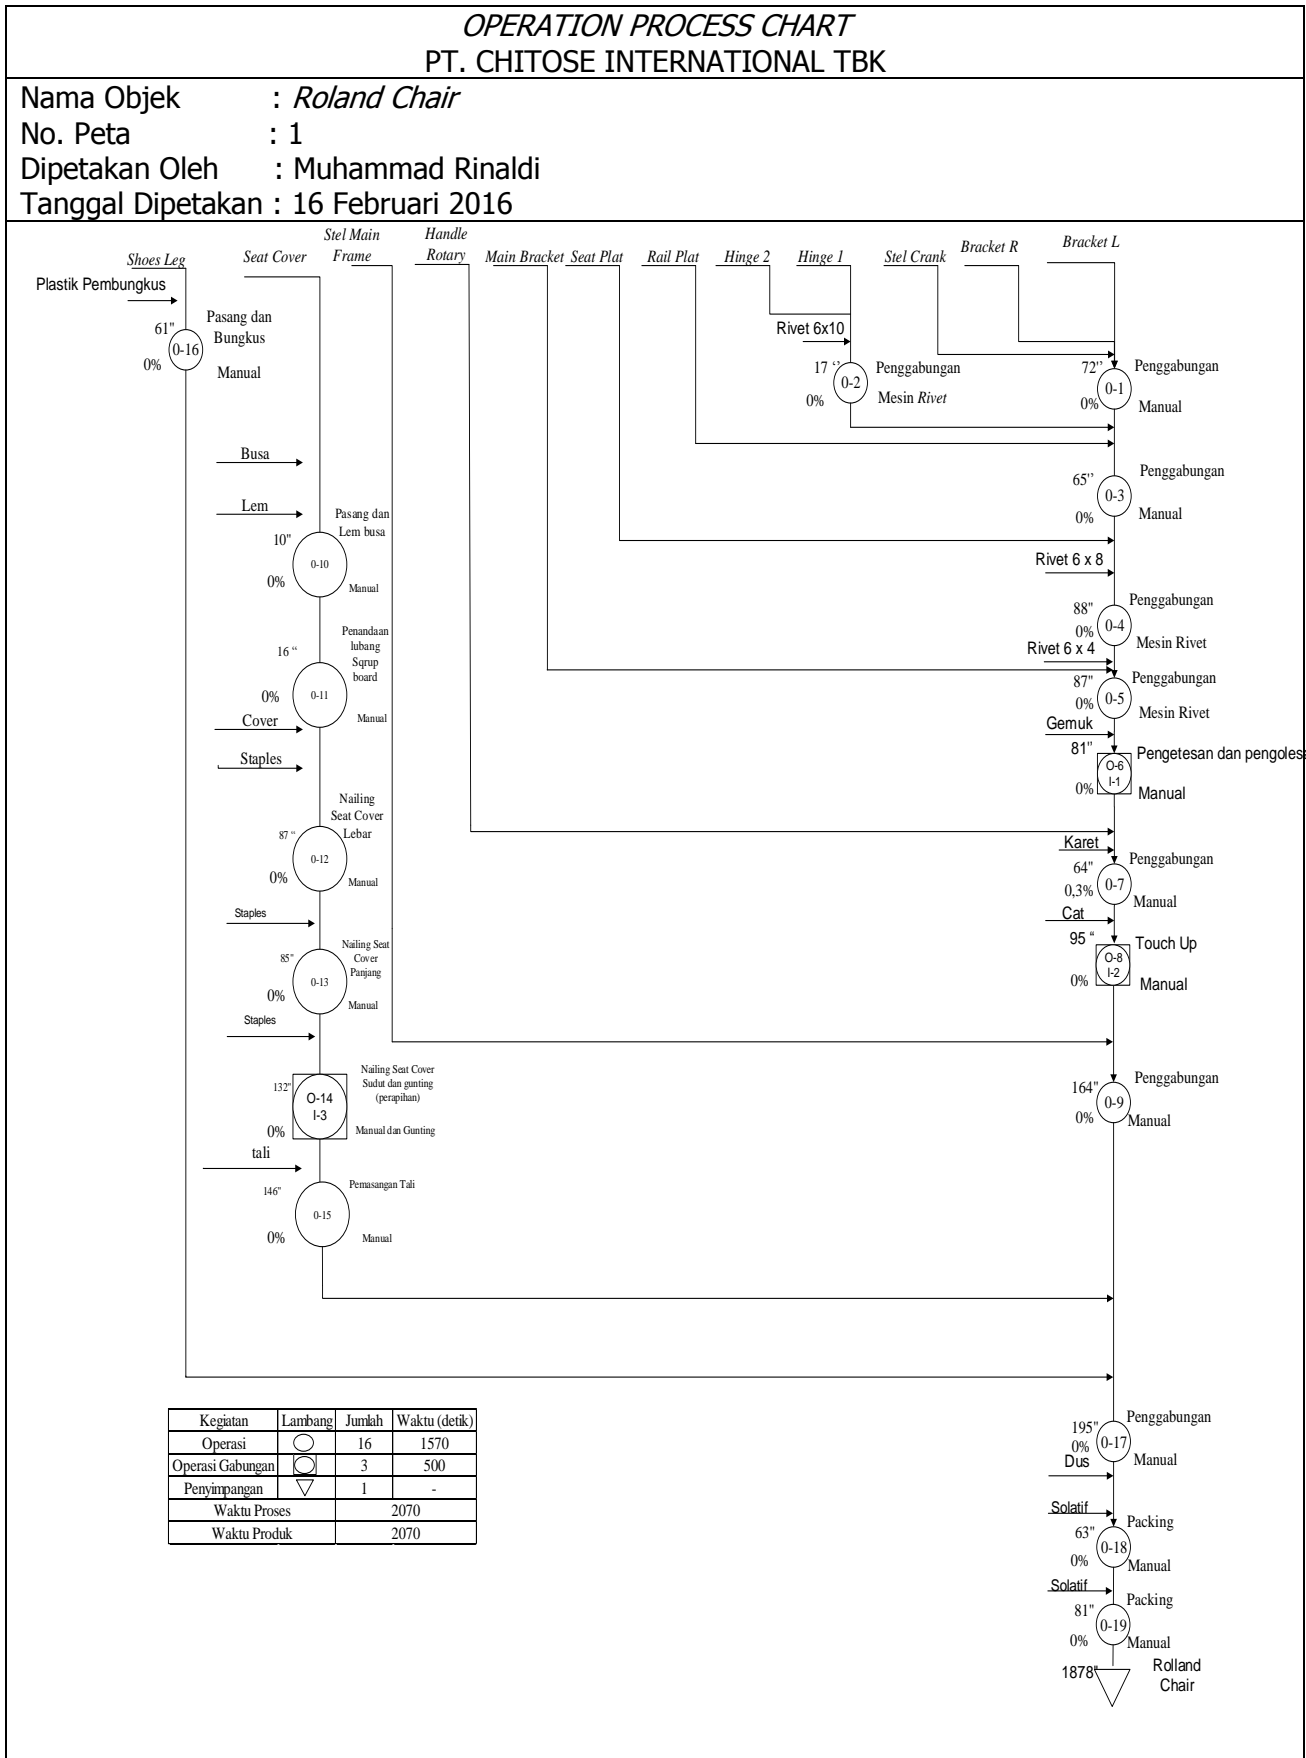 OPERATION PROCESS CHART
PT. CHITOSE INTERNATIONAL TBK
Nama Objek : Roland Chair
No. Peta : 1
Dipetakan Oleh : Muhammad Rinaldi
Tanggal Dipetakan : 16 Februari 2016
Shoes Leg
Seat Cover
Stel Main
Frame
Handle
Rotary
Main Bracket
Seat Plat
Rail Plat
Hinge 2
Hinge 1
Stel Crank
Bracket R
Bracket L
Plastik Pembungkus
61"
0-16
0%
Pasang dan
Bungkus
Manual
Rivet 6x10
17 ‘’
0-2
0%
Penggabungan
Mesin Rivet
72’’
0-1
0%
Penggabungan
Manual
65’’
0-3
0%
Penggabungan
Manual
Rivet 6 x 8
88"
0-4
0%
Penggabungan
Mesin Rivet
Rivet 6 x 4
87"
0-5
0%
Penggabungan
Mesin Rivet
Gemuk
81’’
O-6
I-1
0%
Pengetesan dan pengoles
Manual
Karet
64"
0-7
0,3%
Penggabungan
Manual
Cat
95 “
O-8
I-2
0%
Touch Up
Manual
164"
0-9
0%
Penggabungan
Manual
Busa
Lem
10"
0-10
0%
Pasang dan
Lem busa
Manual
16 “
0-11
0%
Penandaan
lubang
Sqrup
board
Manual
Cover
Staples
87 “
0-12
0%
Nailing
Seat Cover
Lebar
Manual
Staples
85"
0-13
0%
Nailing Seat
Cover
Panjang
Manual
Staples
132"
O-14
I-3
0%
Nailing Seat Cover
Sudut dan gunting
(perapihan)
Manual dan Gunting
tali
146"
0-15
0%
Pemasangan Tali
Manual
195"
0-17
0%
Penggabungan
Manual
Dus
Solatif
63"
0-18
0%
Packing
Manual
Solatif
81"
0-19
0%
Packing
Manual
1878"
Rolland
Chair
Kegiatan Lambang Jumlah Waktu (detik)
Operasi 16 1570
Operasi Gabungan 3 500
Penyimpangan 1 -
Waktu Proses 2070
Waktu Produk 2070